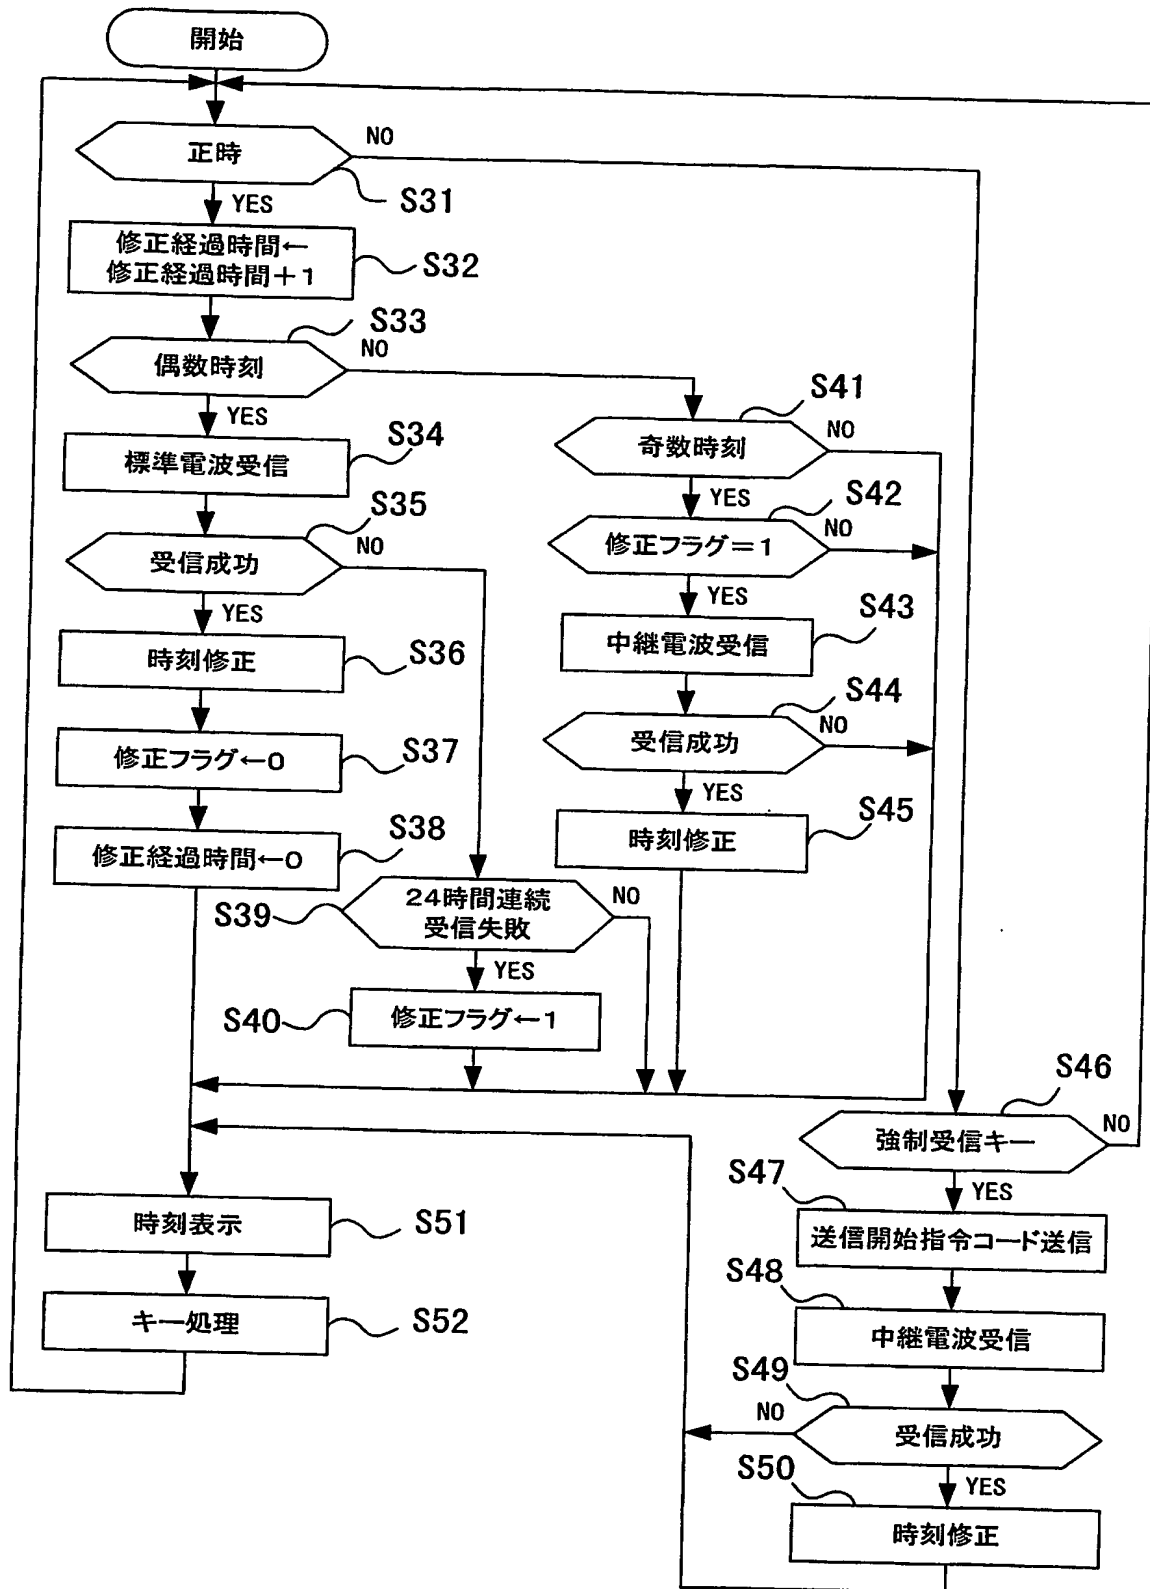 開始
正時
NO
S31
YES
修正経過時間←
修正経過時間+1
S32
S33
偶数時刻
NO
YES
標準電波受信
S34
S35
受信成功
NO
YES
時刻修正
S36
修正フラグ←0
S37
修正経過時間←0
S38
S39
24時間連続
受信失敗
NO
YES
S40
修正フラグ←1
S41
奇数時刻
NO
YES
S42
修正フラグ=1
NO
YES
S43
中継電波受信
S44
受信成功
NO
YES
S45
時刻修正
S46
強制受信キー
NO
YES
S47
送信開始指令コード送信
S48
中継電波受信
S49
NO
受信成功
YES
S50
時刻修正
時刻表示
S51
キー処理
S52